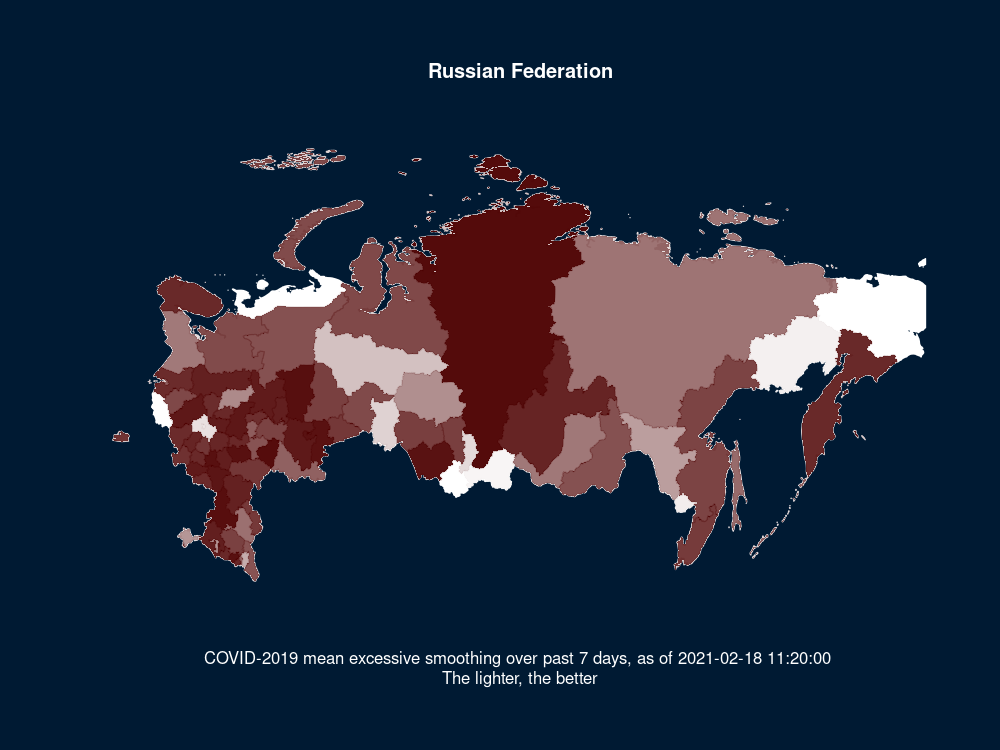 Russian Federation
COVID-2019 mean excessive smoothing over past 7 days, as of 2021-02-18 11:20:00
The lighter, the better